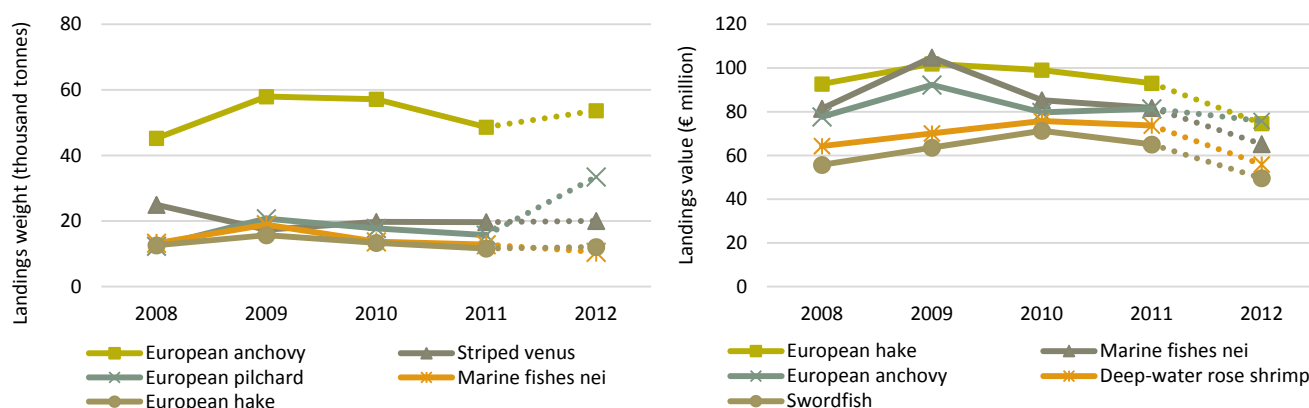 Landings weight (thousand tonnes)
80
60
40
20
0
2008 2009 2010 2011 2012
European anchovy Striped venus
European pilchard Marine fishes nei
European hake
Landings value (€ million)
120
100
80
60
40
20
0
2008 2009 2010 2011 2012
European hake Marine fishes nei
European anchovy Deep-water rose shrimp
Swordfish